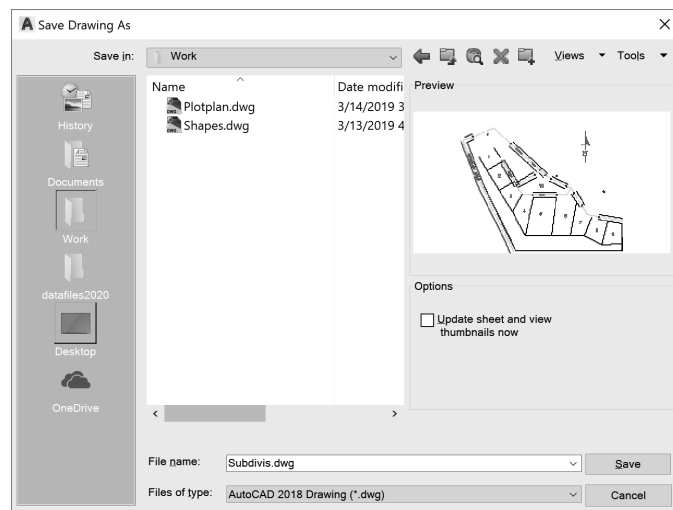 Save Drawing As
Save in:
Work
Views
Tools
History
Documents
Work
datafiles2020
Desktop
OneDrive
Name
Date modifi
Plotplan.dwg
3/14/2019 3
Shapes.dwg
3/13/2019 4
Preview
Options
Update sheet and view
thumbnails now
File name:
Subdivis.dwg
Save
Files of type:
AutoCAD 2018 Drawing (*.dwg)
Cancel